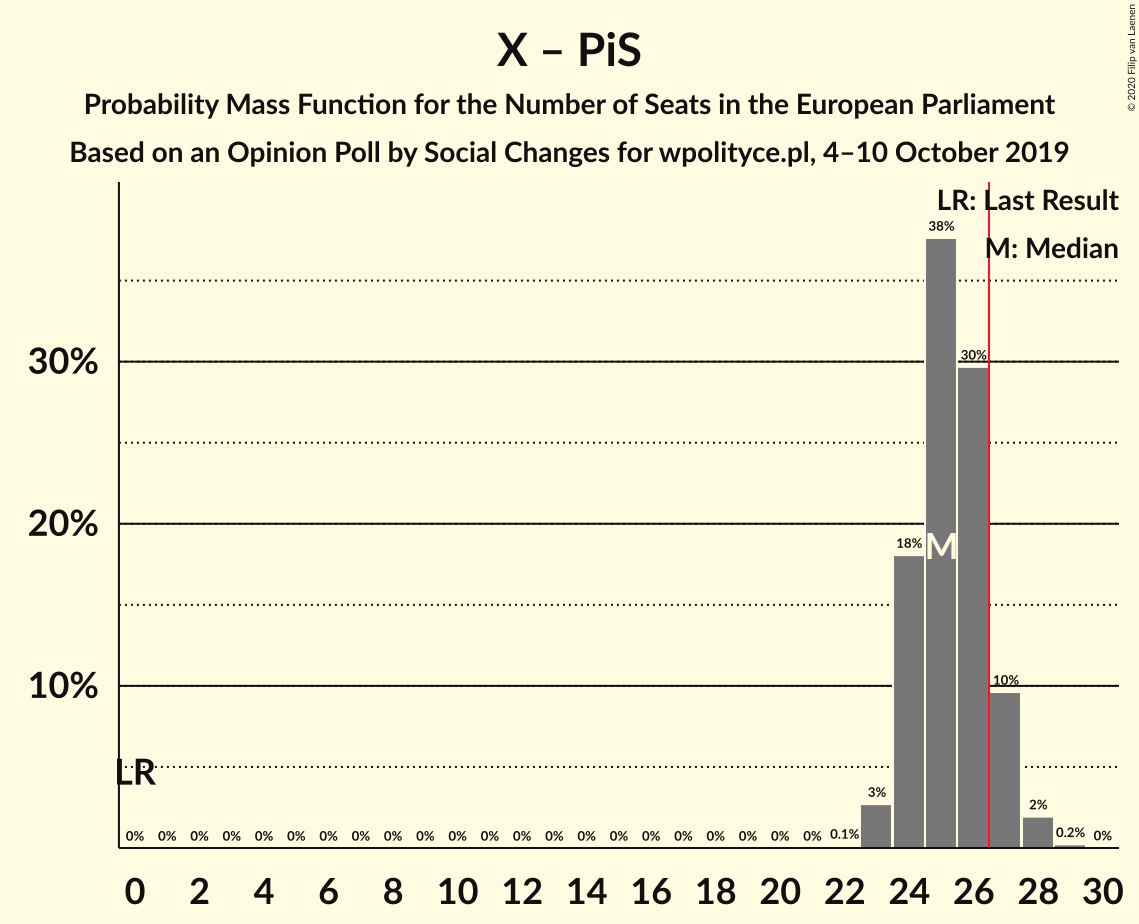 X – PiS
Probability Mass Function for the Number of Seats in the European Parliament
Based on an Opinion Poll by Social Changes for wpolityce.pl, 4–10 October 2019
© 2020 Filip van Laenen
LR: Last Result
M: Median
38%
30%
30%
20%
18%
M
10%
10%
LR
3%
2%
0% 0% 0% 0% 0% 0% 0% 0% 0% 0% 0% 0% 0% 0% 0% 0% 0% 0% 0% 0% 0% 0% 0.1% 0.2% 0%
0 2 4 6 8 10 12 14 16 18 20 22 24 26 28 30